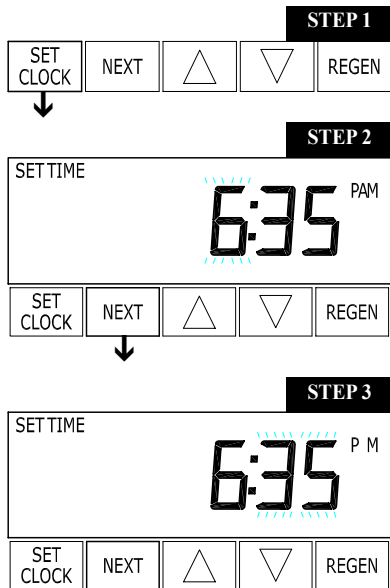 STEP 1
SET CLOCK NEXT REGEN
STEP 2
SET TIME
6:35 PAM
SET CLOCK NEXT REGEN
STEP 3
SET TIME
6:35 P M
SET CLOCK NEXT REGEN